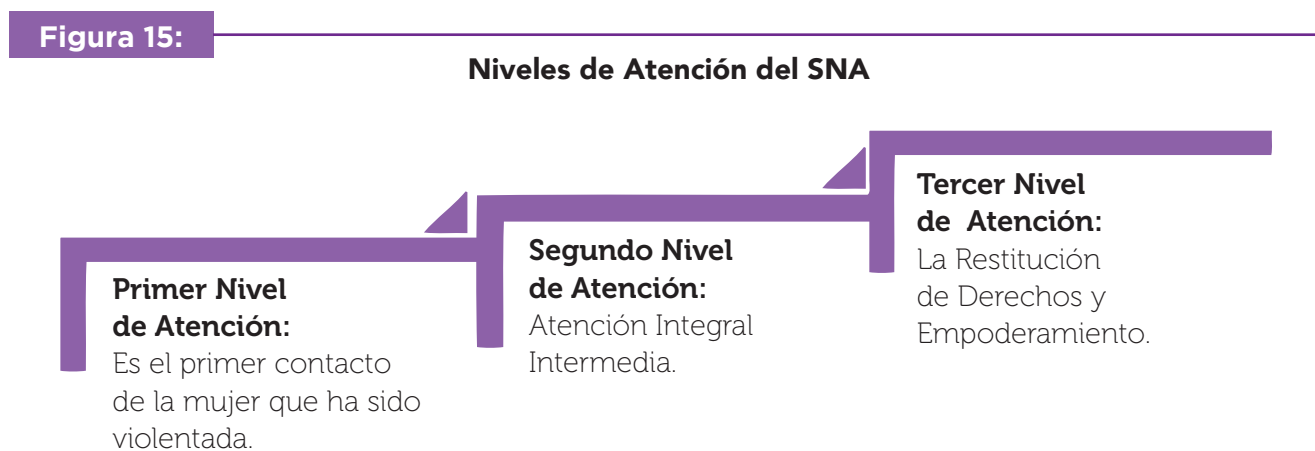 Figura 15:
Niveles de Atención del SNA
Primer Nivel
de Atención:
Es el primer contacto
de la mujer que ha sido
violentada.
Segundo Nivel
de Atención:
Atención Integral
Intermedia.
Tercer Nivel
de Atención:
La Restitución
de Derechos y
Empoderamiento.